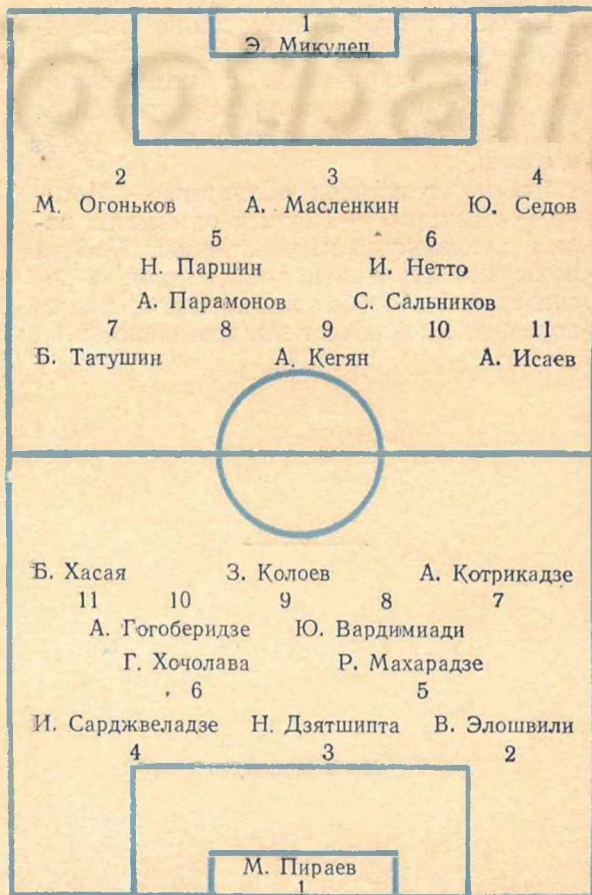 1
Э. Микулец
2 3 4
М. Огоньков А. Масленкин Ю. Седов
5 6
Н. Паршин И. Нетто
А. Парамонов С. Сальников
7 8 9 10 11
Б. Татушин А. Кегян А. Исаев
Б. Хасая З. Колоев А. Котрикадзе
11 10 9 8 7
А. Гогоберидзе Ю. Вардимиади
Г. Хочолава Р. Махарадзе
6 5
И. Сарджвеладзе Н. Дзятшипта В. Элошвили
4 3 2
М. Пираев
1